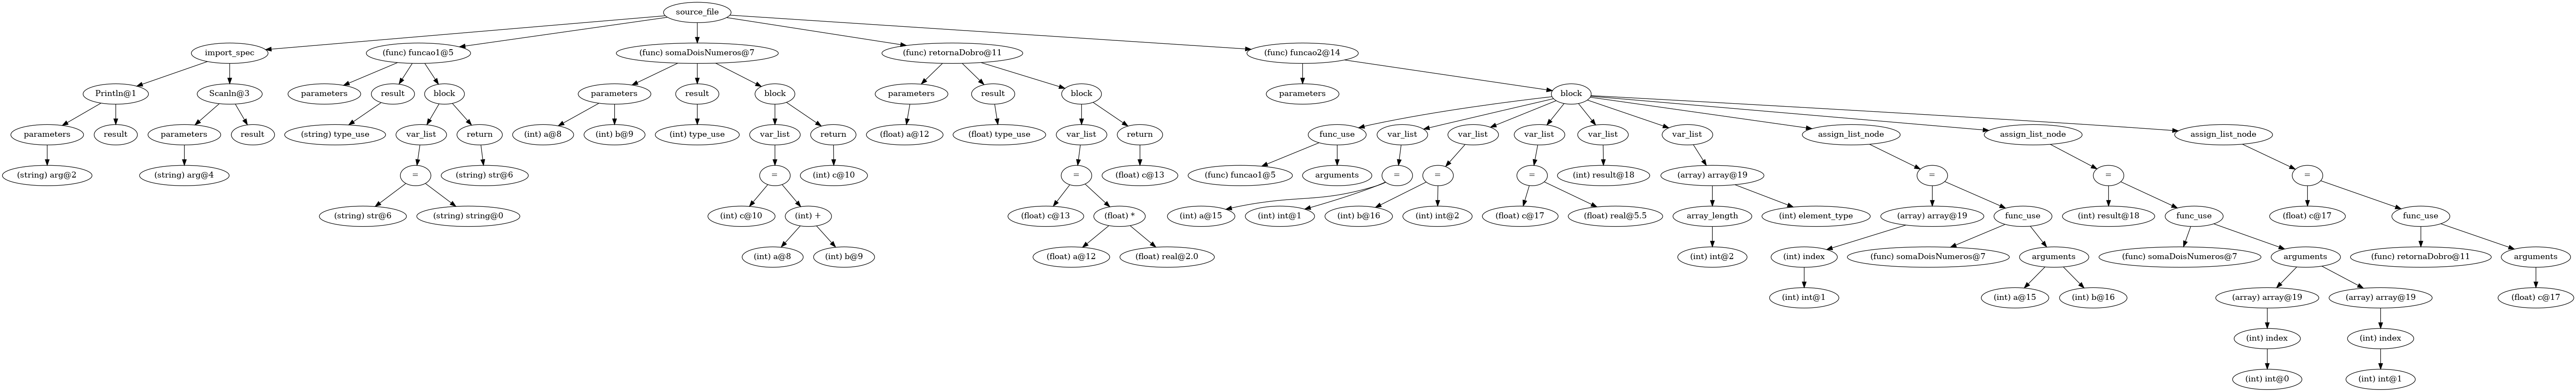 source_file
import_spec
(func) funcao1@5
(func) somaDoisNumeros@7
(func) retornaDobro@11
(func) funcao2@14
Println@1
Scanln@3
parameters
result
block
parameters
result
block
parameters
result
block
parameters
block
parameters
result
parameters
result
(string) type_use
var_list
return
(int) a@8
(int) b@9
(int) type_use
var_list
return
(float) a@12
(float) type_use
var_list
return
func_use
var_list
var_list
var_list
var_list
var_list
assign_list_node
assign_list_node
assign_list_node
(string) arg@2
(string) arg@4
=
(string) str@6
=
(int) c@10
=
(float) c@13
(func) funcao1@5
arguments
=
=
=
(int) result@18
(array) array@19
=
=
=
(string) str@6
(string) string@0
(int) c@10
(int) +
(float) c@13
(float) *
(int) a@15
(int) int@1
(int) b@16
(int) int@2
(float) c@17
(float) real@5.5
array_length
(int) element_type
(array) array@19
func_use
(int) result@18
func_use
(float) c@17
func_use
(int) a@8
(int) b@9
(float) a@12
(float) real@2.0
(int) int@2
(int) index
(func) somaDoisNumeros@7
arguments
(func) somaDoisNumeros@7
arguments
(func) retornaDobro@11
arguments
(int) int@1
(int) a@15
(int) b@16
(array) array@19
(array) array@19
(float) c@17
(int) index
(int) index
(int) int@0
(int) int@1